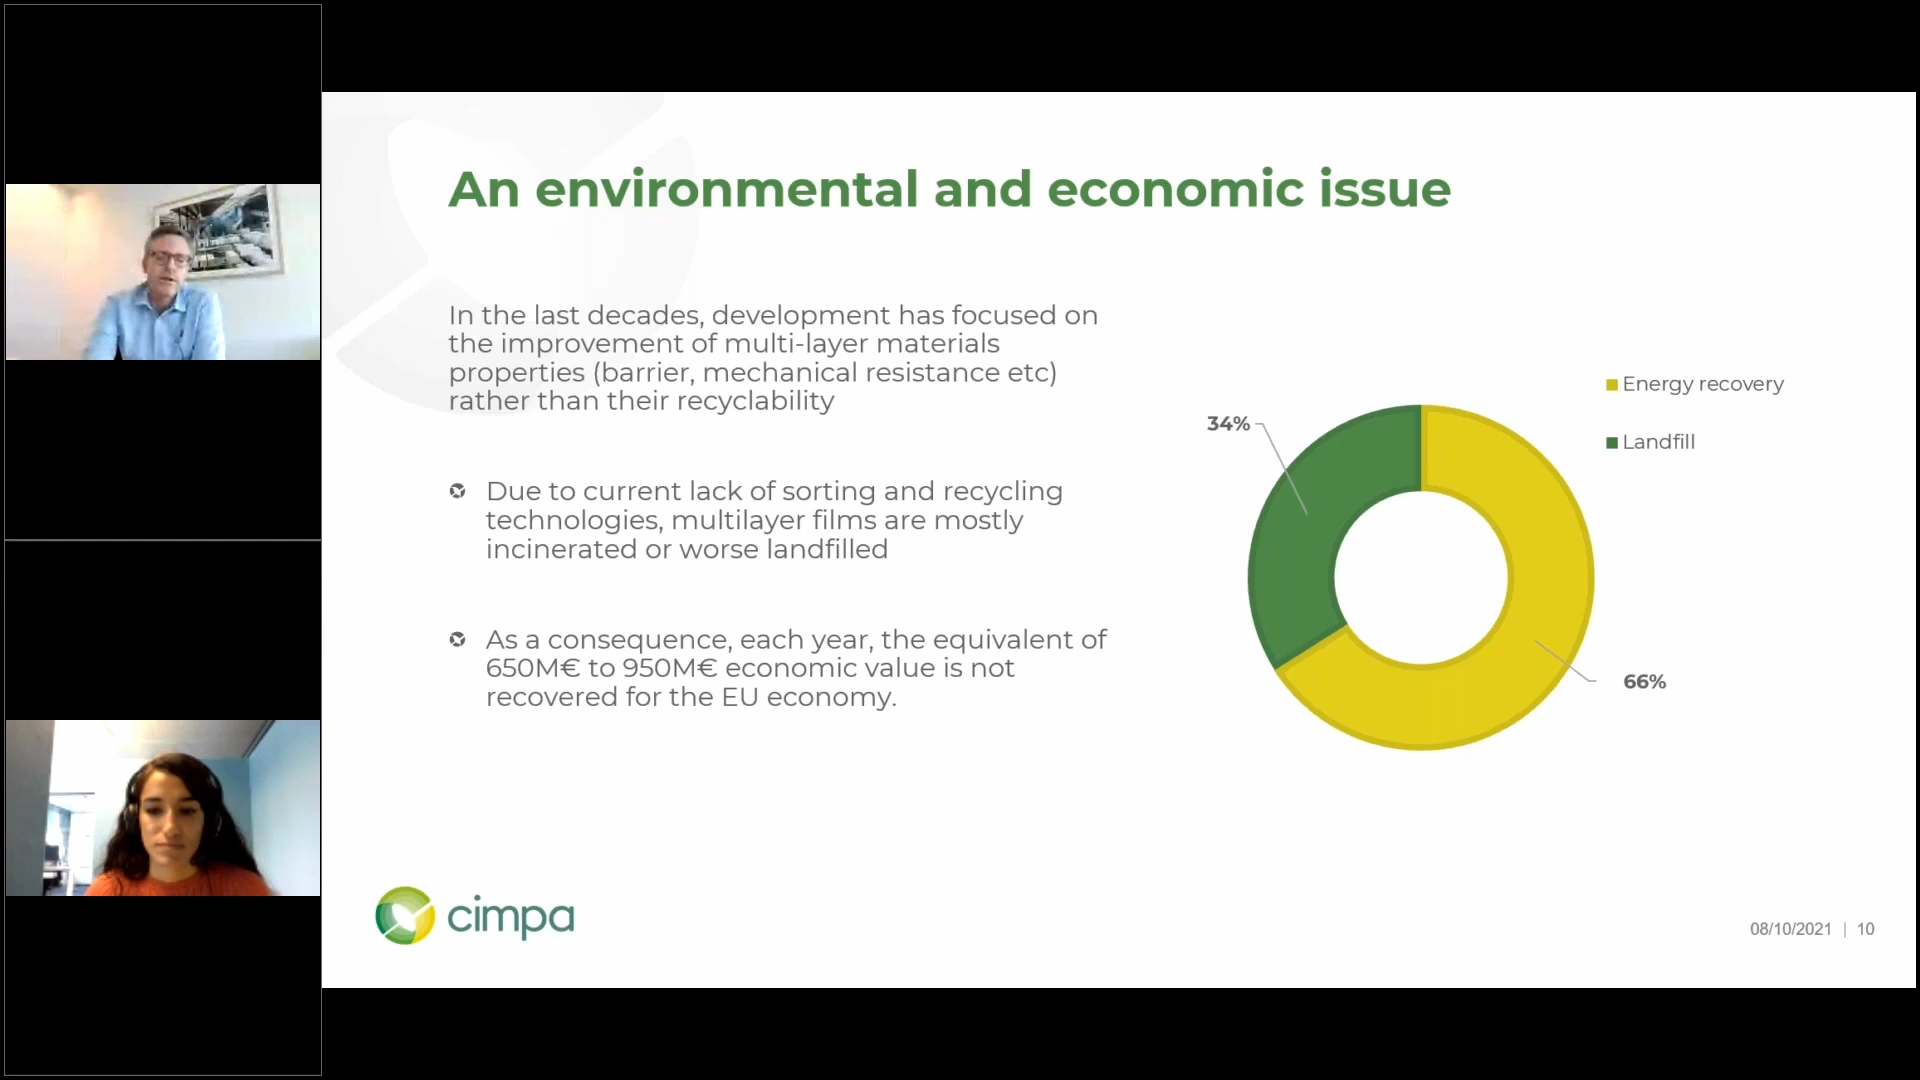 An environmental and economic issue
In the last decades, development has focused on
the improvement of multi-layer materials
properties (barrier, mechanical resistance etc)
rather than their recyclability
Due to current lack of sorting and recycling
technologies, multilayer films are mostly
incinerated or worse landfilled
As a consequence, each year, the equivalent of
650M€ to 950M€ economic value is not
recovered for the EU economy.
Energy recovery
Landfill
34%
66%
cimpa
08/10/2021 | 10